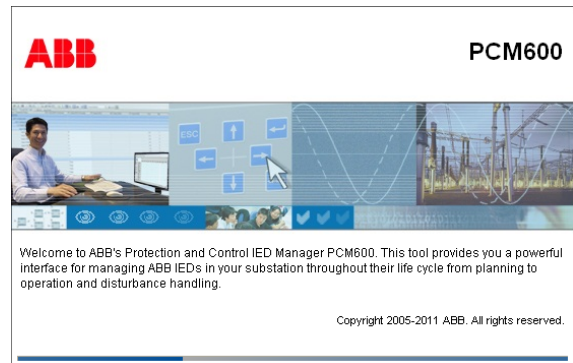 ABB
PCM600
ESC
Welcome to ABB's Protection and Control IED Manager PCM600. This tool provides you a powerful
interface for managing ABB IEDs in your substation throughout their life cycle from planning to
operation and disturbance handling.
Copyright 2005-2011 ABB. All rights reserved.